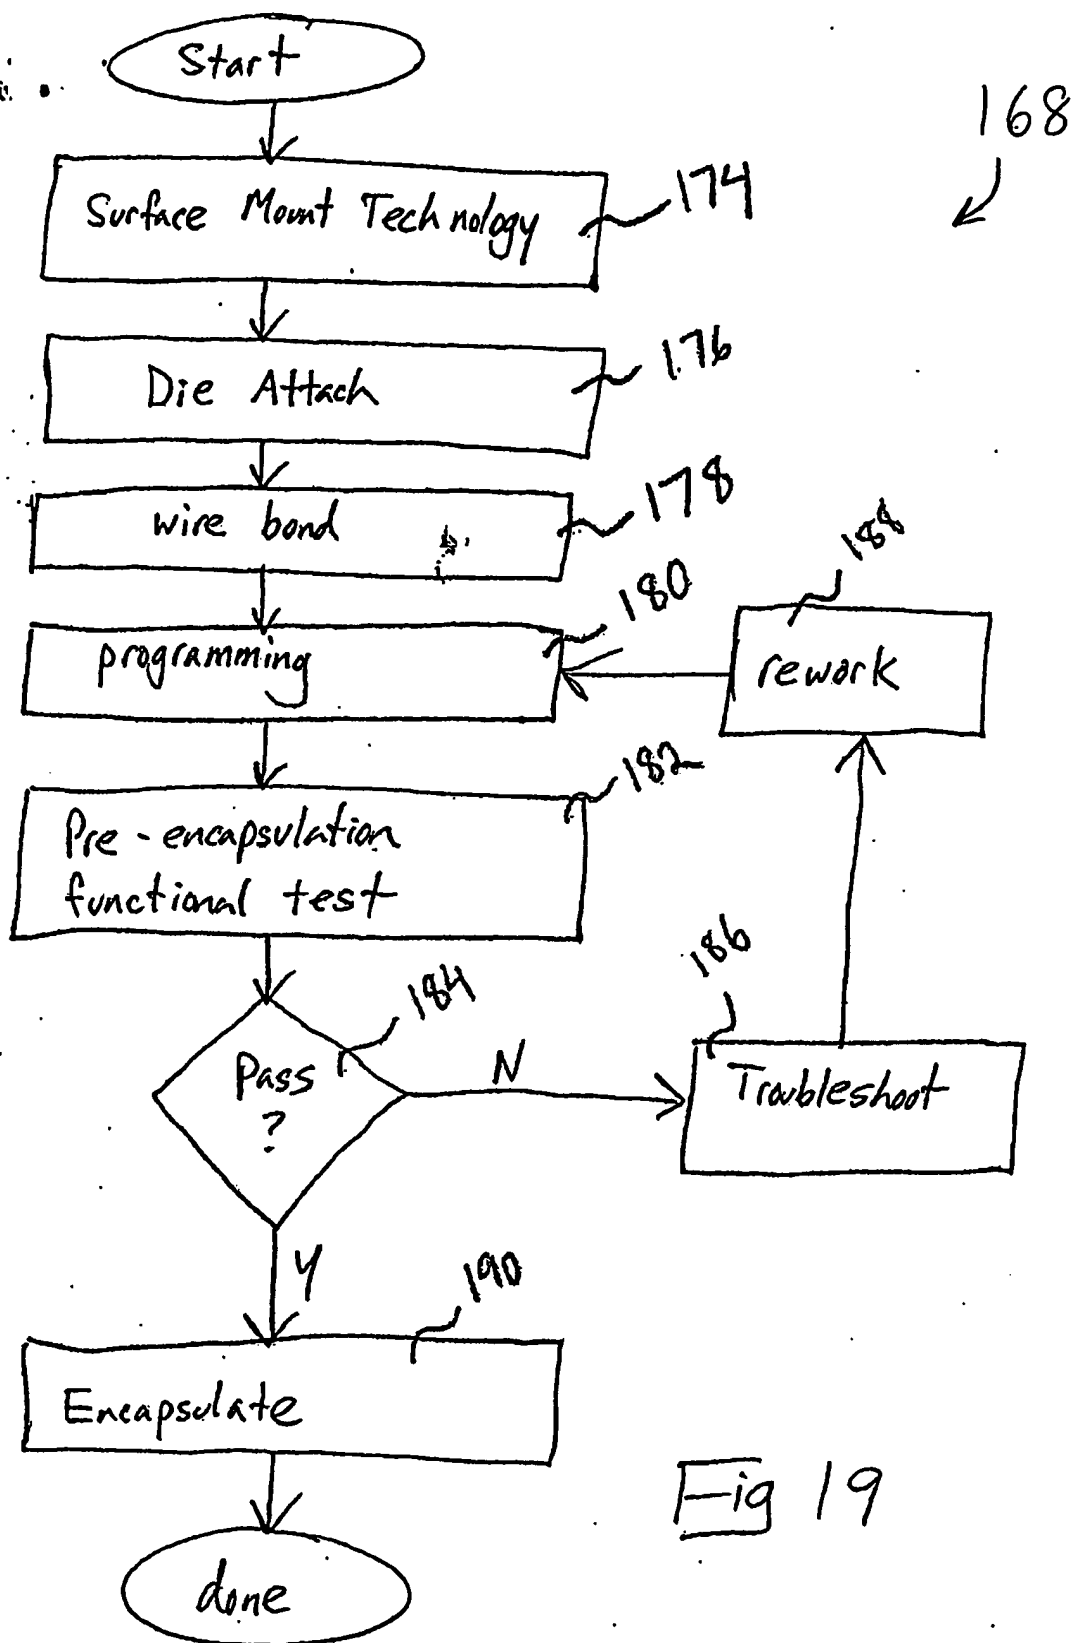 Start
168
Surface Mount Technology
174
Die Attach
176
wire bond
178
programming
180
rework
188
Pre-encapsulation
functional test
182
Pass
?
184
N
Troubleshoot
186
Y
Encapsulate
190
done
Fig 19